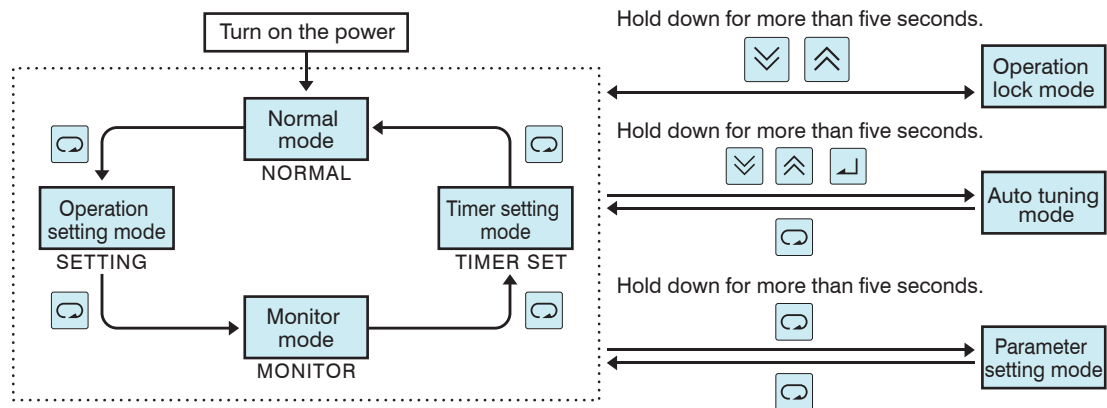 Turn on the power
Normal
mode
NORMAL
Operation
setting mode
SETTING
Timer setting
mode
TIMER SET
Monitor
mode
MONITOR
Hold down for more than five seconds.
Operation
lock mode
Hold down for more than five seconds.
Auto tuning
mode
Hold down for more than five seconds.
Parameter
setting mode